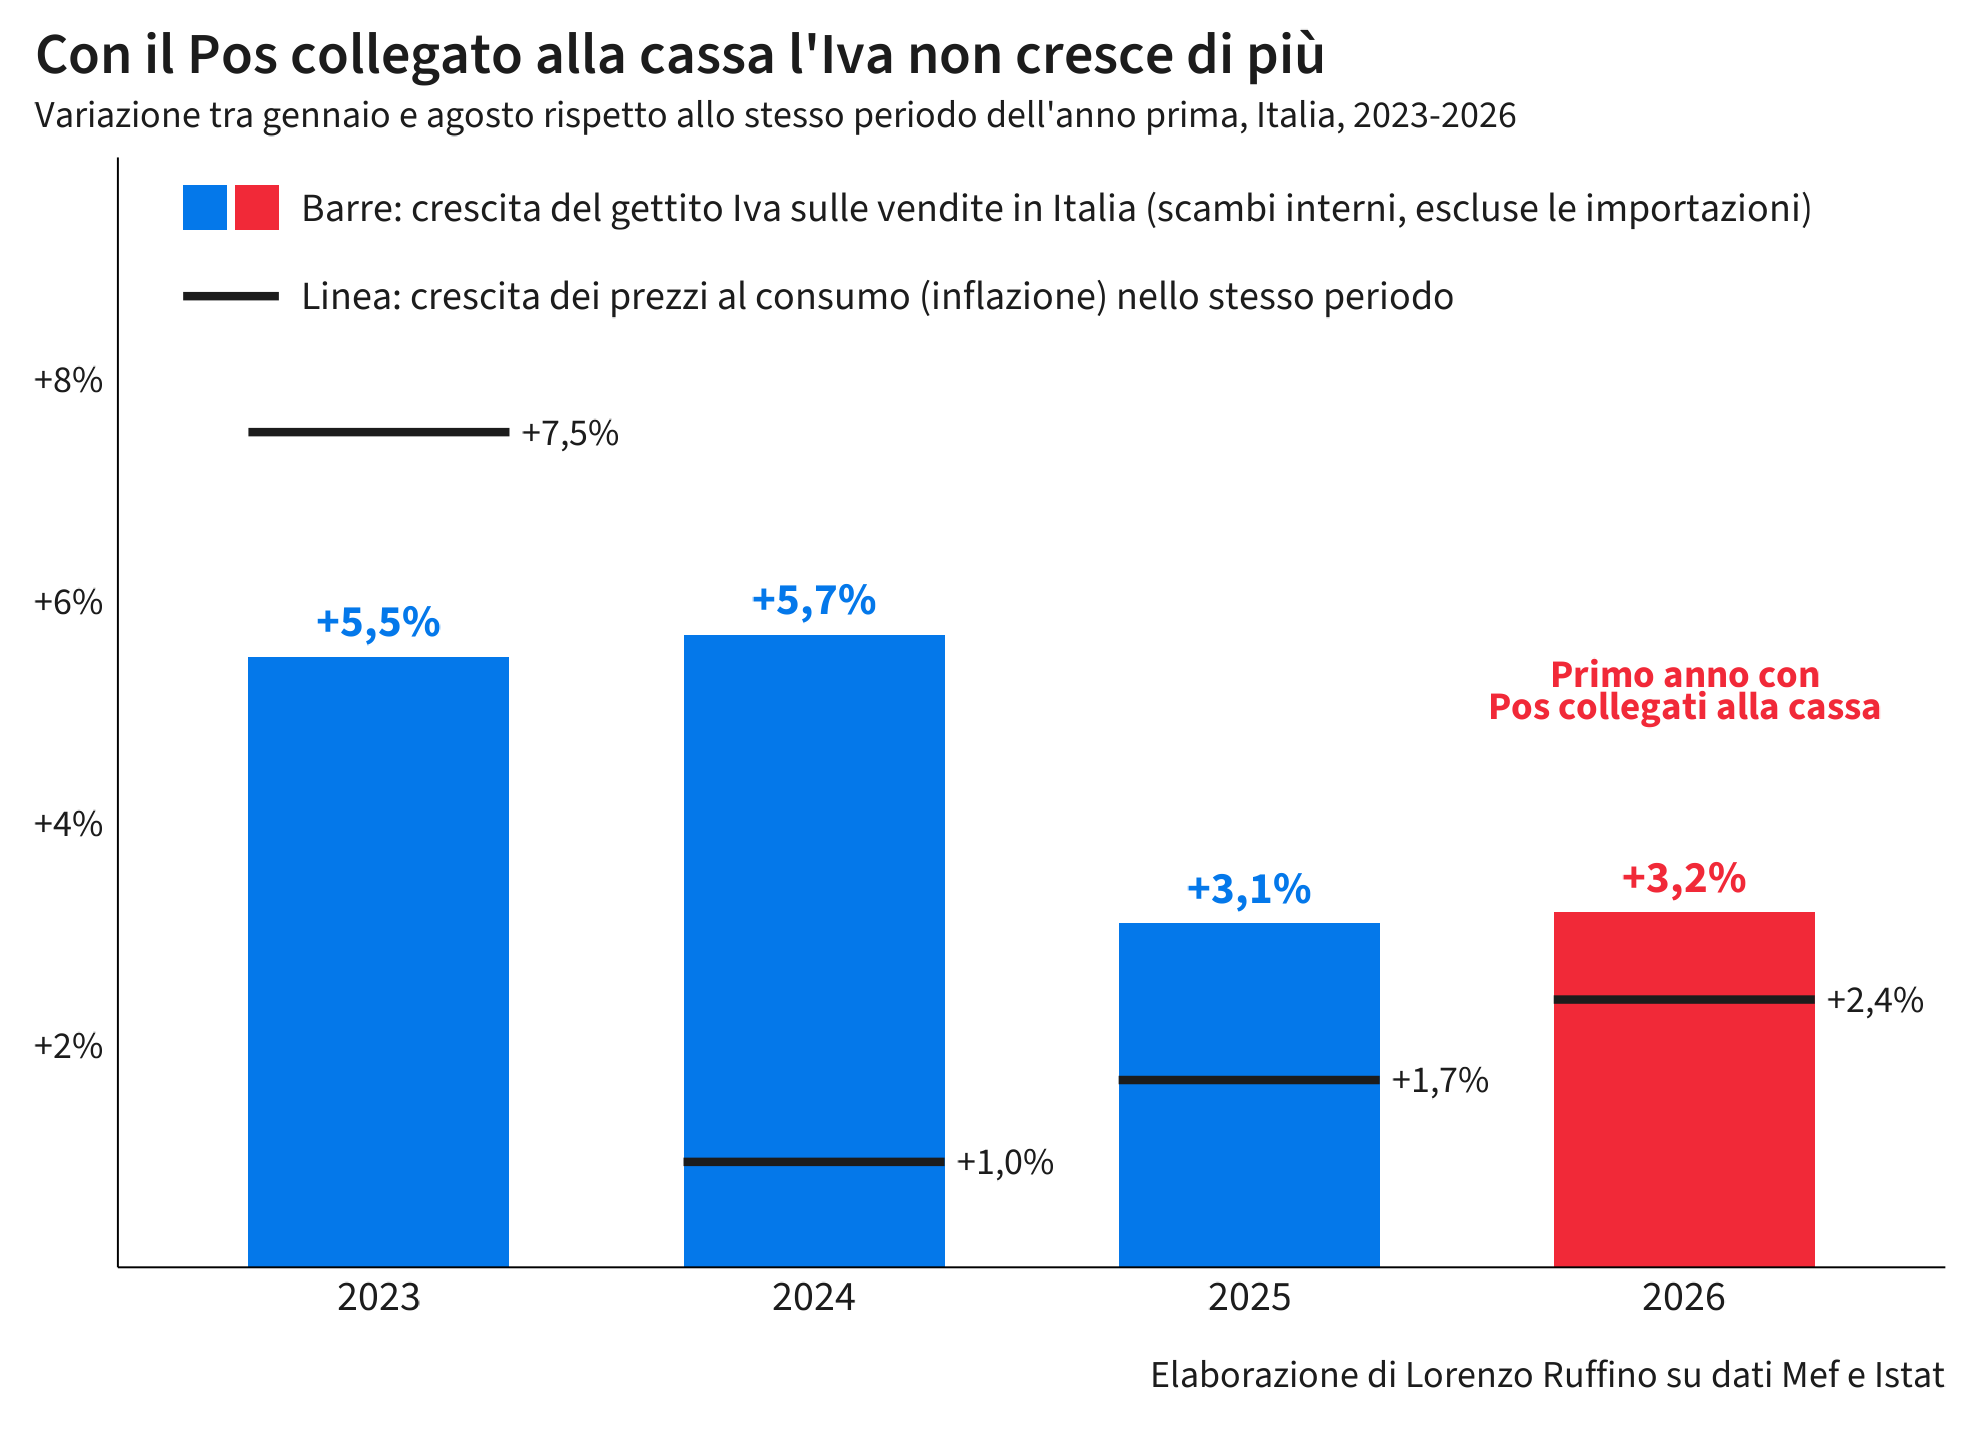 Con il Pos collegato alla cassa l'Iva non cresce di più
Variazione tra gennaio e agosto rispetto allo stesso periodo dell'anno prima, Italia, 2023-2026
Barre: crescita del gettito Iva sulle vendite in Italia (scambi interni, escluse le importazioni)
Linea: crescita dei prezzi al consumo (inflazione) nello stesso periodo
+8%
+7,5%
+6%
+5,5%
+5,7%
Primo anno con
Pos collegati alla cassa
+4%
+3,1%
+3,2%
+2%
+2,4%
+1,7%
+1,0%
2023
2024
2025
2026
Elaborazione di Lorenzo Ruffino su dati Mef e Istat